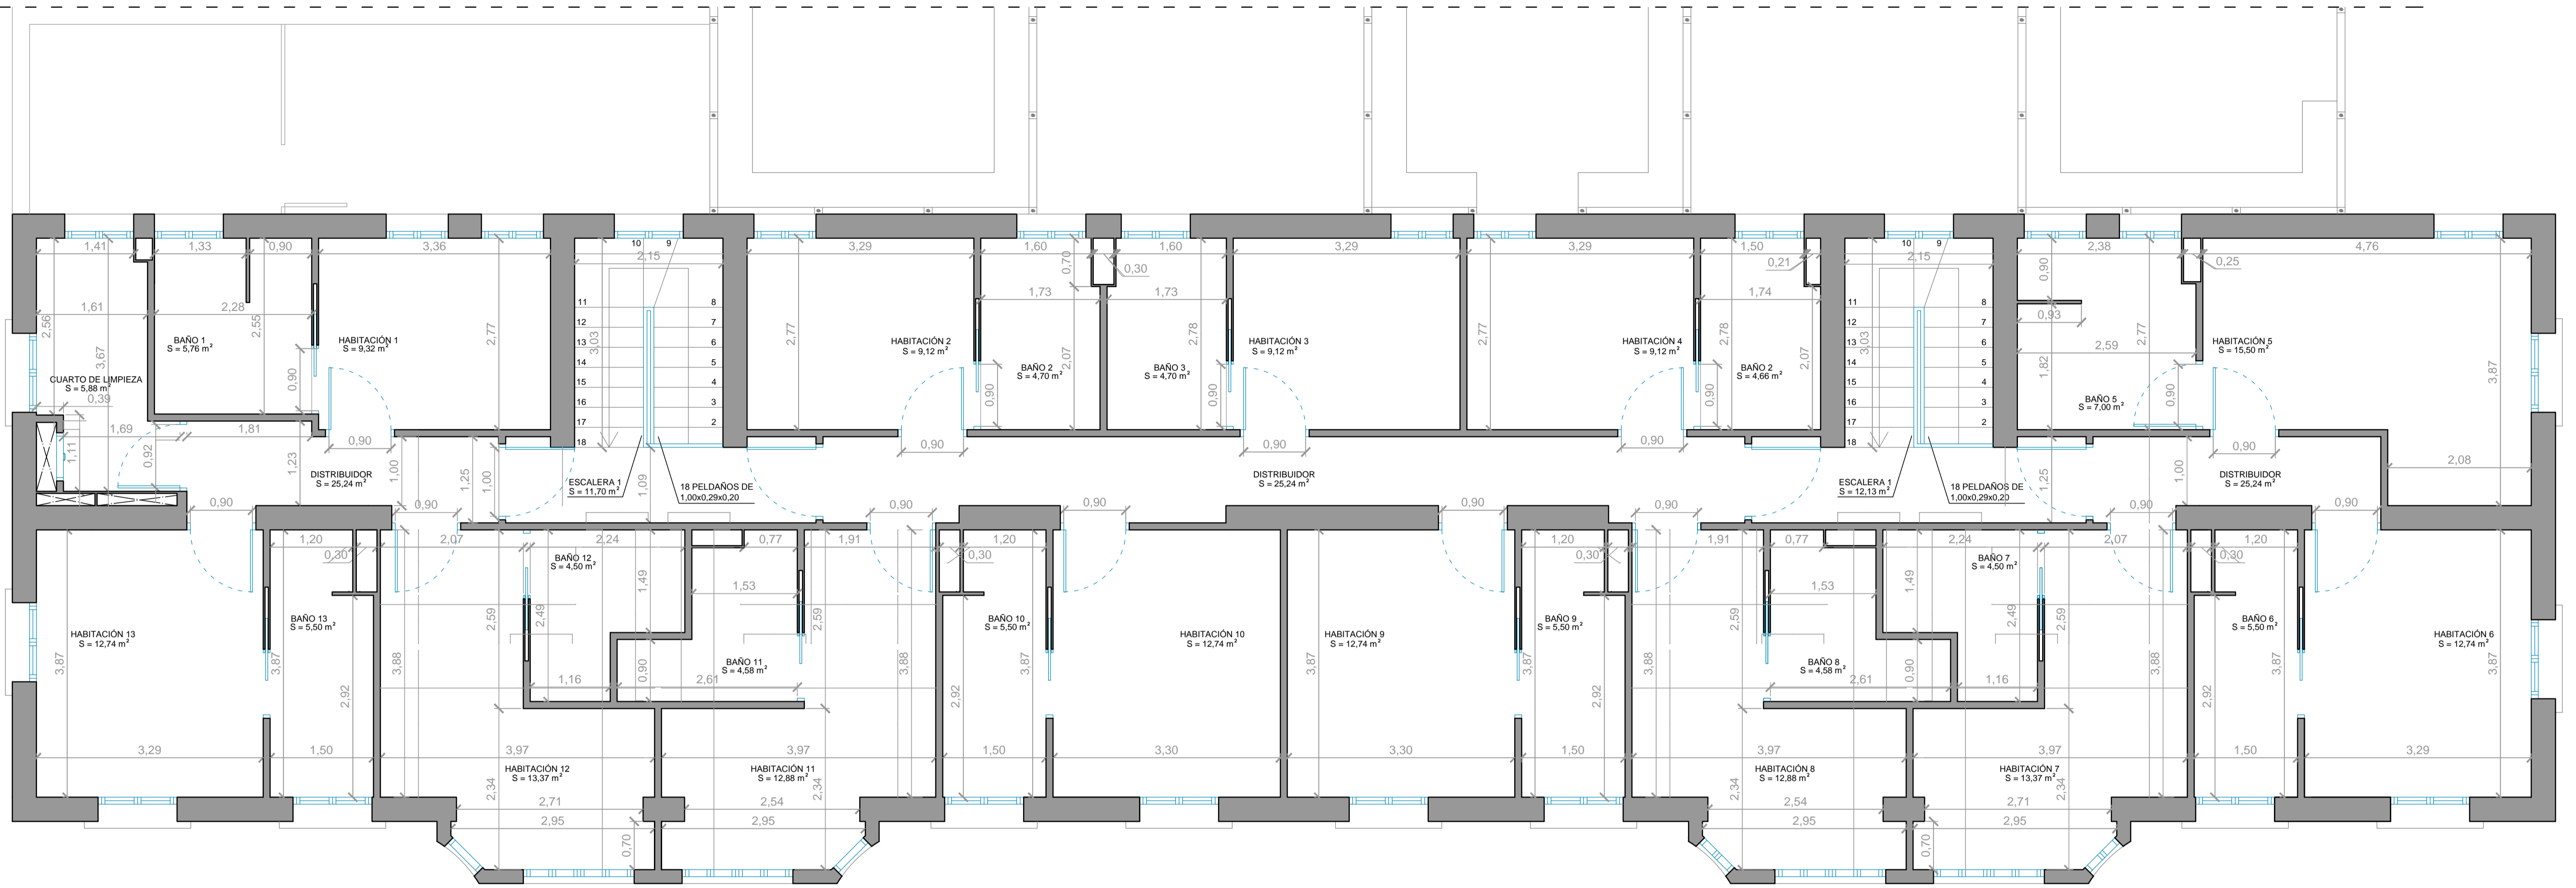 1,41
1,33
0,90
3,36
10
9
2,15
3,29
1,60
0,70
0,30
1,60
3,29
3,29
1,50
0,21
10
9
2,15
2,38
0,90
0,25
4,76
1,61
2,28
2,56
3,67
2,55
2,77
3,03
11
12
13
14
15
16
17
18
8
7
6
5
4
3
2
2,77
1,73
1,73
2,07
2,78
2,77
1,74
2,78
2,07
3,03
11
12
13
14
15
16
17
18
8
7
6
5
4
3
2
0,93
2,59
1,82
2,77
3,87
BAÑO 1
S = 5,76 m²
HABITACIÓN 1
S = 9,32 m²
HABITACIÓN 2
S = 9,12 m²
BAÑO 2
S = 4,70 m²
BAÑO 3
S = 4,70 m²
HABITACIÓN 3
S = 9,12 m²
HABITACIÓN 4
S = 9,12 m²
BAÑO 2
S = 4,66 m²
HABITACIÓN 5
S = 15,50 m²
BAÑO 5
S = 7,00 m²
CUARTO DE LIMPIEZA
S = 5,88 m²
0,39
0,90
0,90
0,90
0,90
0,90
1,11
1,69
0,92
1,81
1,23
0,90
1,00
1,25
1,00
0,90
0,90
0,90
1,25
1,00
0,90
2,08
DISTRIBUIDOR
S = 25,24 m²
ESCALERA 1
S = 11,70 m²
1,09
18 PELDAÑOS DE
1,00x0,29x0,20
DISTRIBUIDOR
S = 25,24 m²
ESCALERA 1
S = 12,13 m²
18 PELDAÑOS DE
1,00x0,29x0,20
DISTRIBUIDOR
S = 25,24 m²
0,90
0,90
0,90
0,90
0,90
0,90
0,90
0,90
1,20
0,30
2,07
2,24
0,77
1,91
0,30
1,20
1,20
0,30
1,91
0,77
2,24
2,07
0,30
1,20
BAÑO 12
S = 4,50 m²
BAÑO 7
S = 4,50 m²
1,49
1,53
2,59
2,49
2,59
1,53
2,59
1,49
2,49
2,59
BAÑO 13
S = 5,50 m²
BAÑO 10
S = 5,50 m²
BAÑO 9
S = 5,50 m²
BAÑO 6
S = 5,50 m²
HABITACIÓN 13
S = 12,74 m²
HABITACIÓN 10
S = 12,74 m²
HABITACIÓN 9
S = 12,74 m²
HABITACIÓN 6
S = 12,74 m²
BAÑO 11
S = 4,58 m²
BAÑO 8
S = 4,58 m²
3,87
3,87
2,92
3,88
1,16
0,90
2,61
3,88
2,92
3,87
3,87
3,87
2,92
3,88
2,61
0,90
1,16
3,88
2,92
3,87
3,87
3,29
1,50
3,97
3,97
1,50
3,30
3,30
1,50
3,97
3,97
1,50
3,29
HABITACIÓN 12
S = 13,37 m²
HABITACIÓN 11
S = 12,88 m²
HABITACIÓN 8
S = 12,88 m²
HABITACIÓN 7
S = 13,37 m²
2,34
2,34
2,34
2,34
2,71
2,54
2,54
2,71
2,95
2,95
2,95
2,95
0,70
0,70